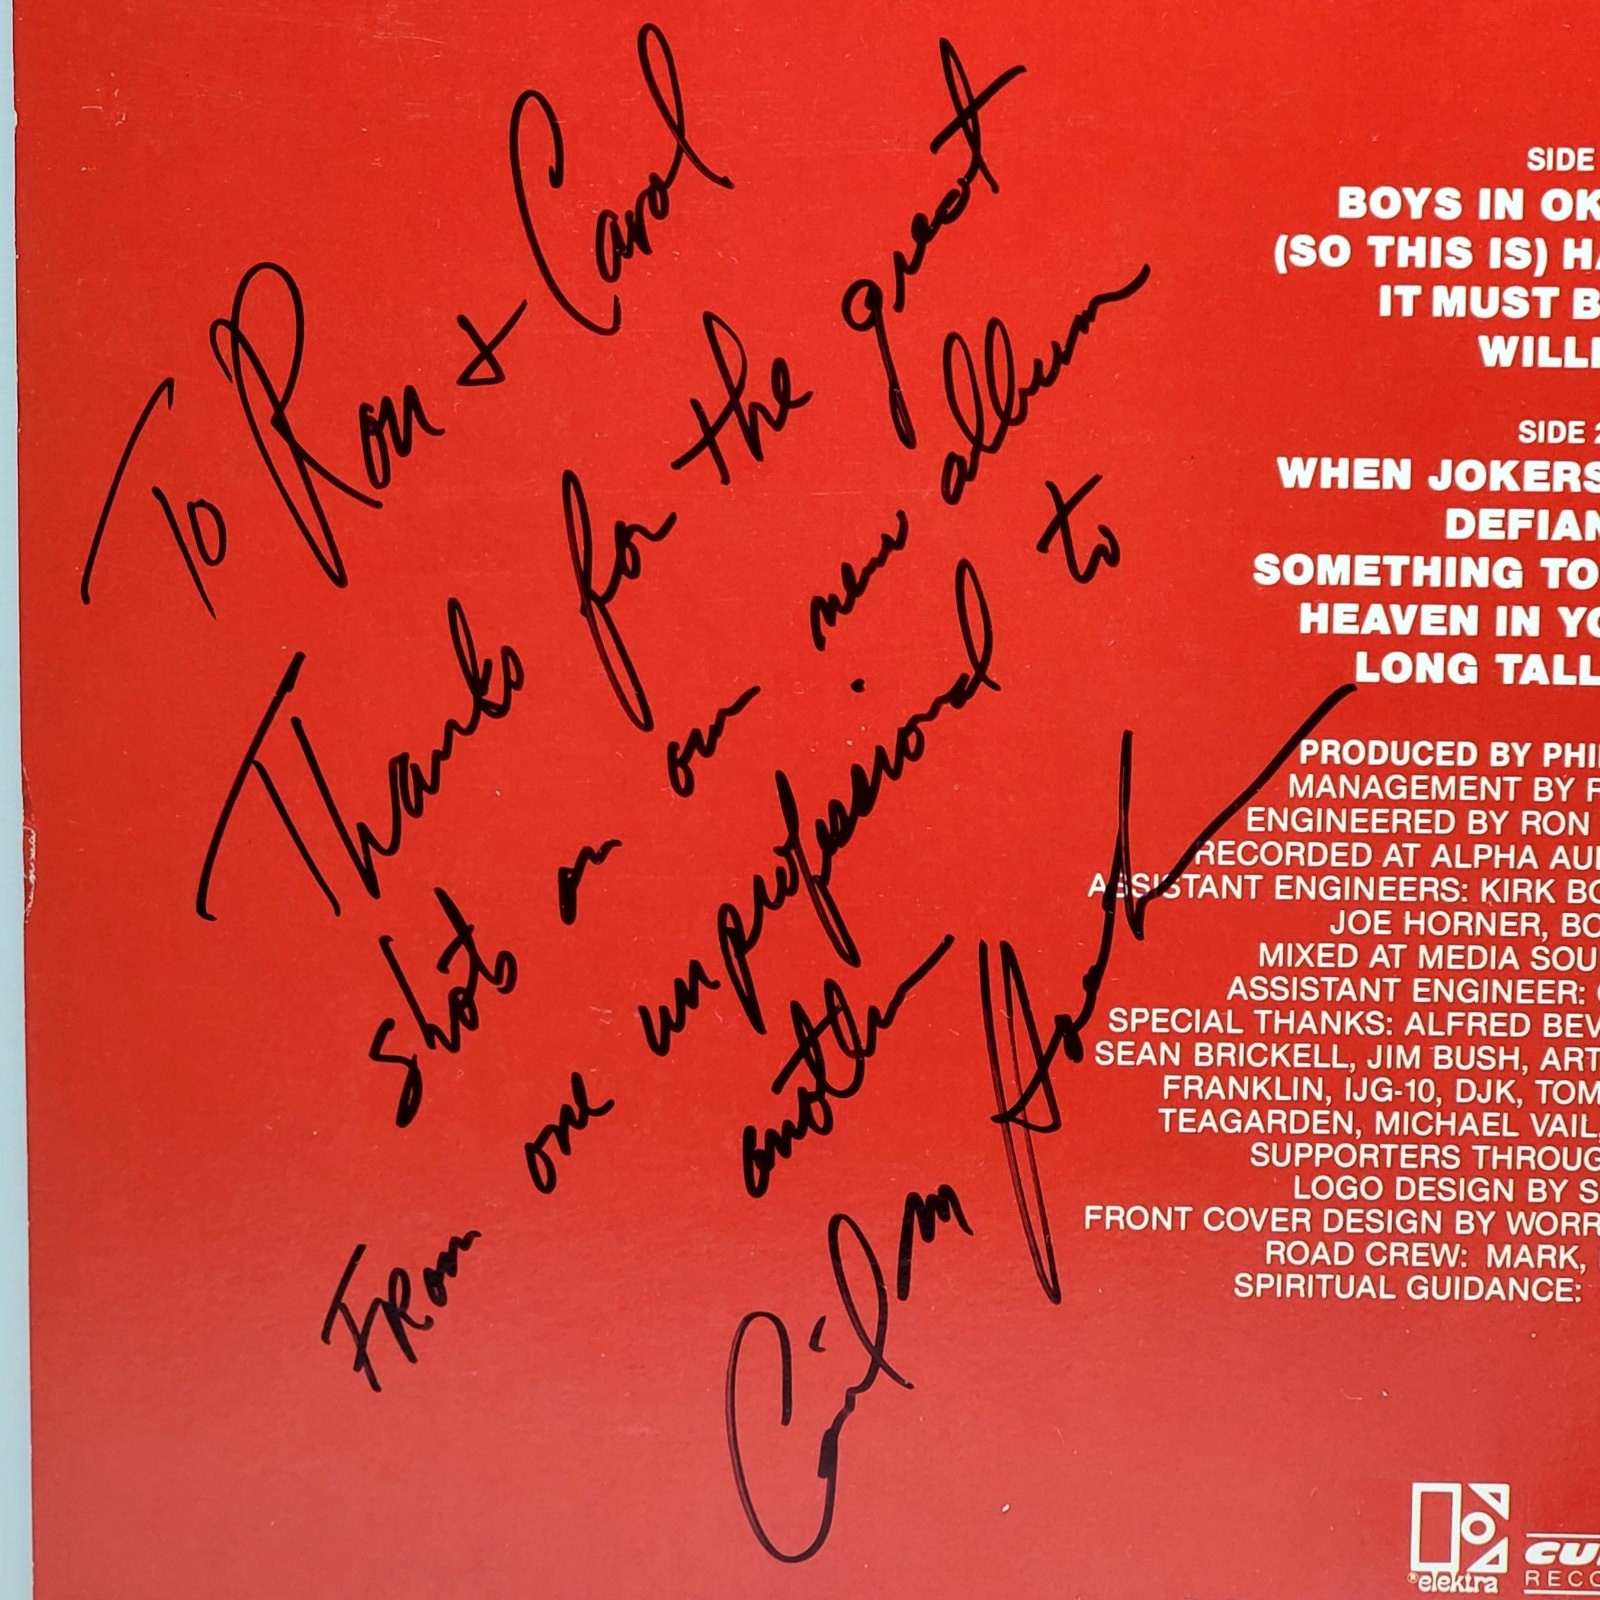 To Ron + Carol
Thanks for the great
shots on our new album
From one unprofessional to
another
SIDE
BOYS IN OK
(SO THIS IS) HA
IT MUST B
WILLI
SIDE 2
WHEN JOKERS
DEFIAN
SOMETHING TO
HEAVEN IN YO
LONG TALL
PRODUCED BY PHI
MANAGEMENT BY R
ENGINEERED BY RON
RECORDED AT ALPHA AU
ASSISTANT ENGINEERS: KIRK BO
JOE HORNER, BO
MIXED AT MEDIA SOU
ASSISTANT ENGINEER:
SPECIAL THANKS: ALFRED BEV
SEAN BRICKELL, JIM BUSH, ART
FRANKLIN, IJG-10, DJK, TOM
TEAGARDEN, MICHAEL VAIL,
SUPPORTERS THROUG
LOGO DESIGN BY S
FRONT COVER DESIGN BY WORR
ROAD CREW: MARK,
SPIRITUAL GUIDANCE:
®elektra
CU
RECO